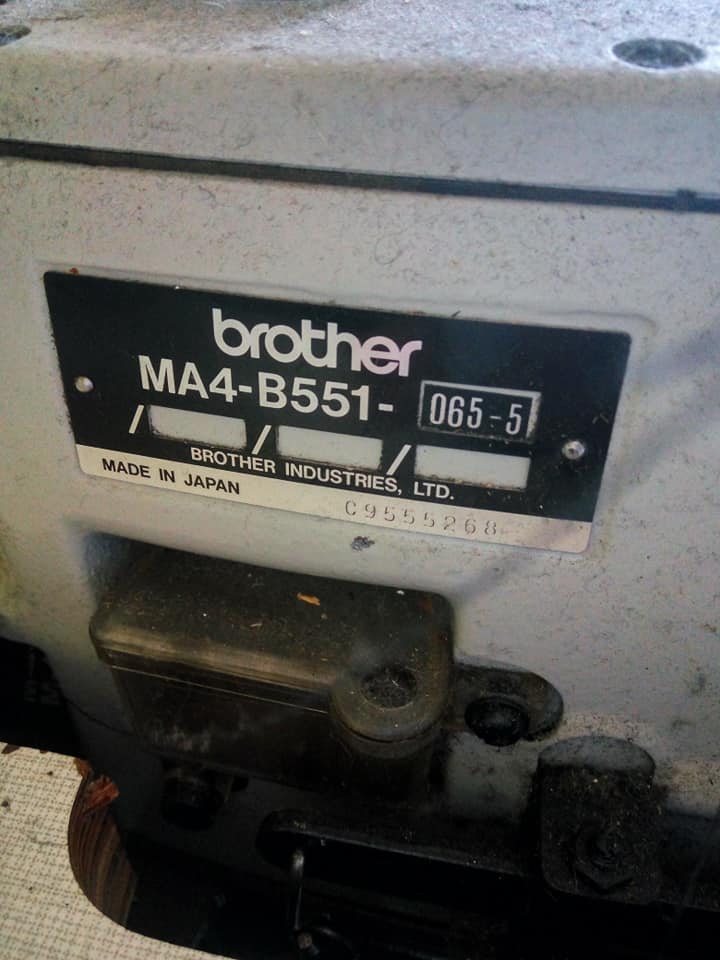 brother
MA4-B551- 065-5
/ / /
BROTHER INDUSTRIES, LTD.
MADE IN JAPAN
C9555268